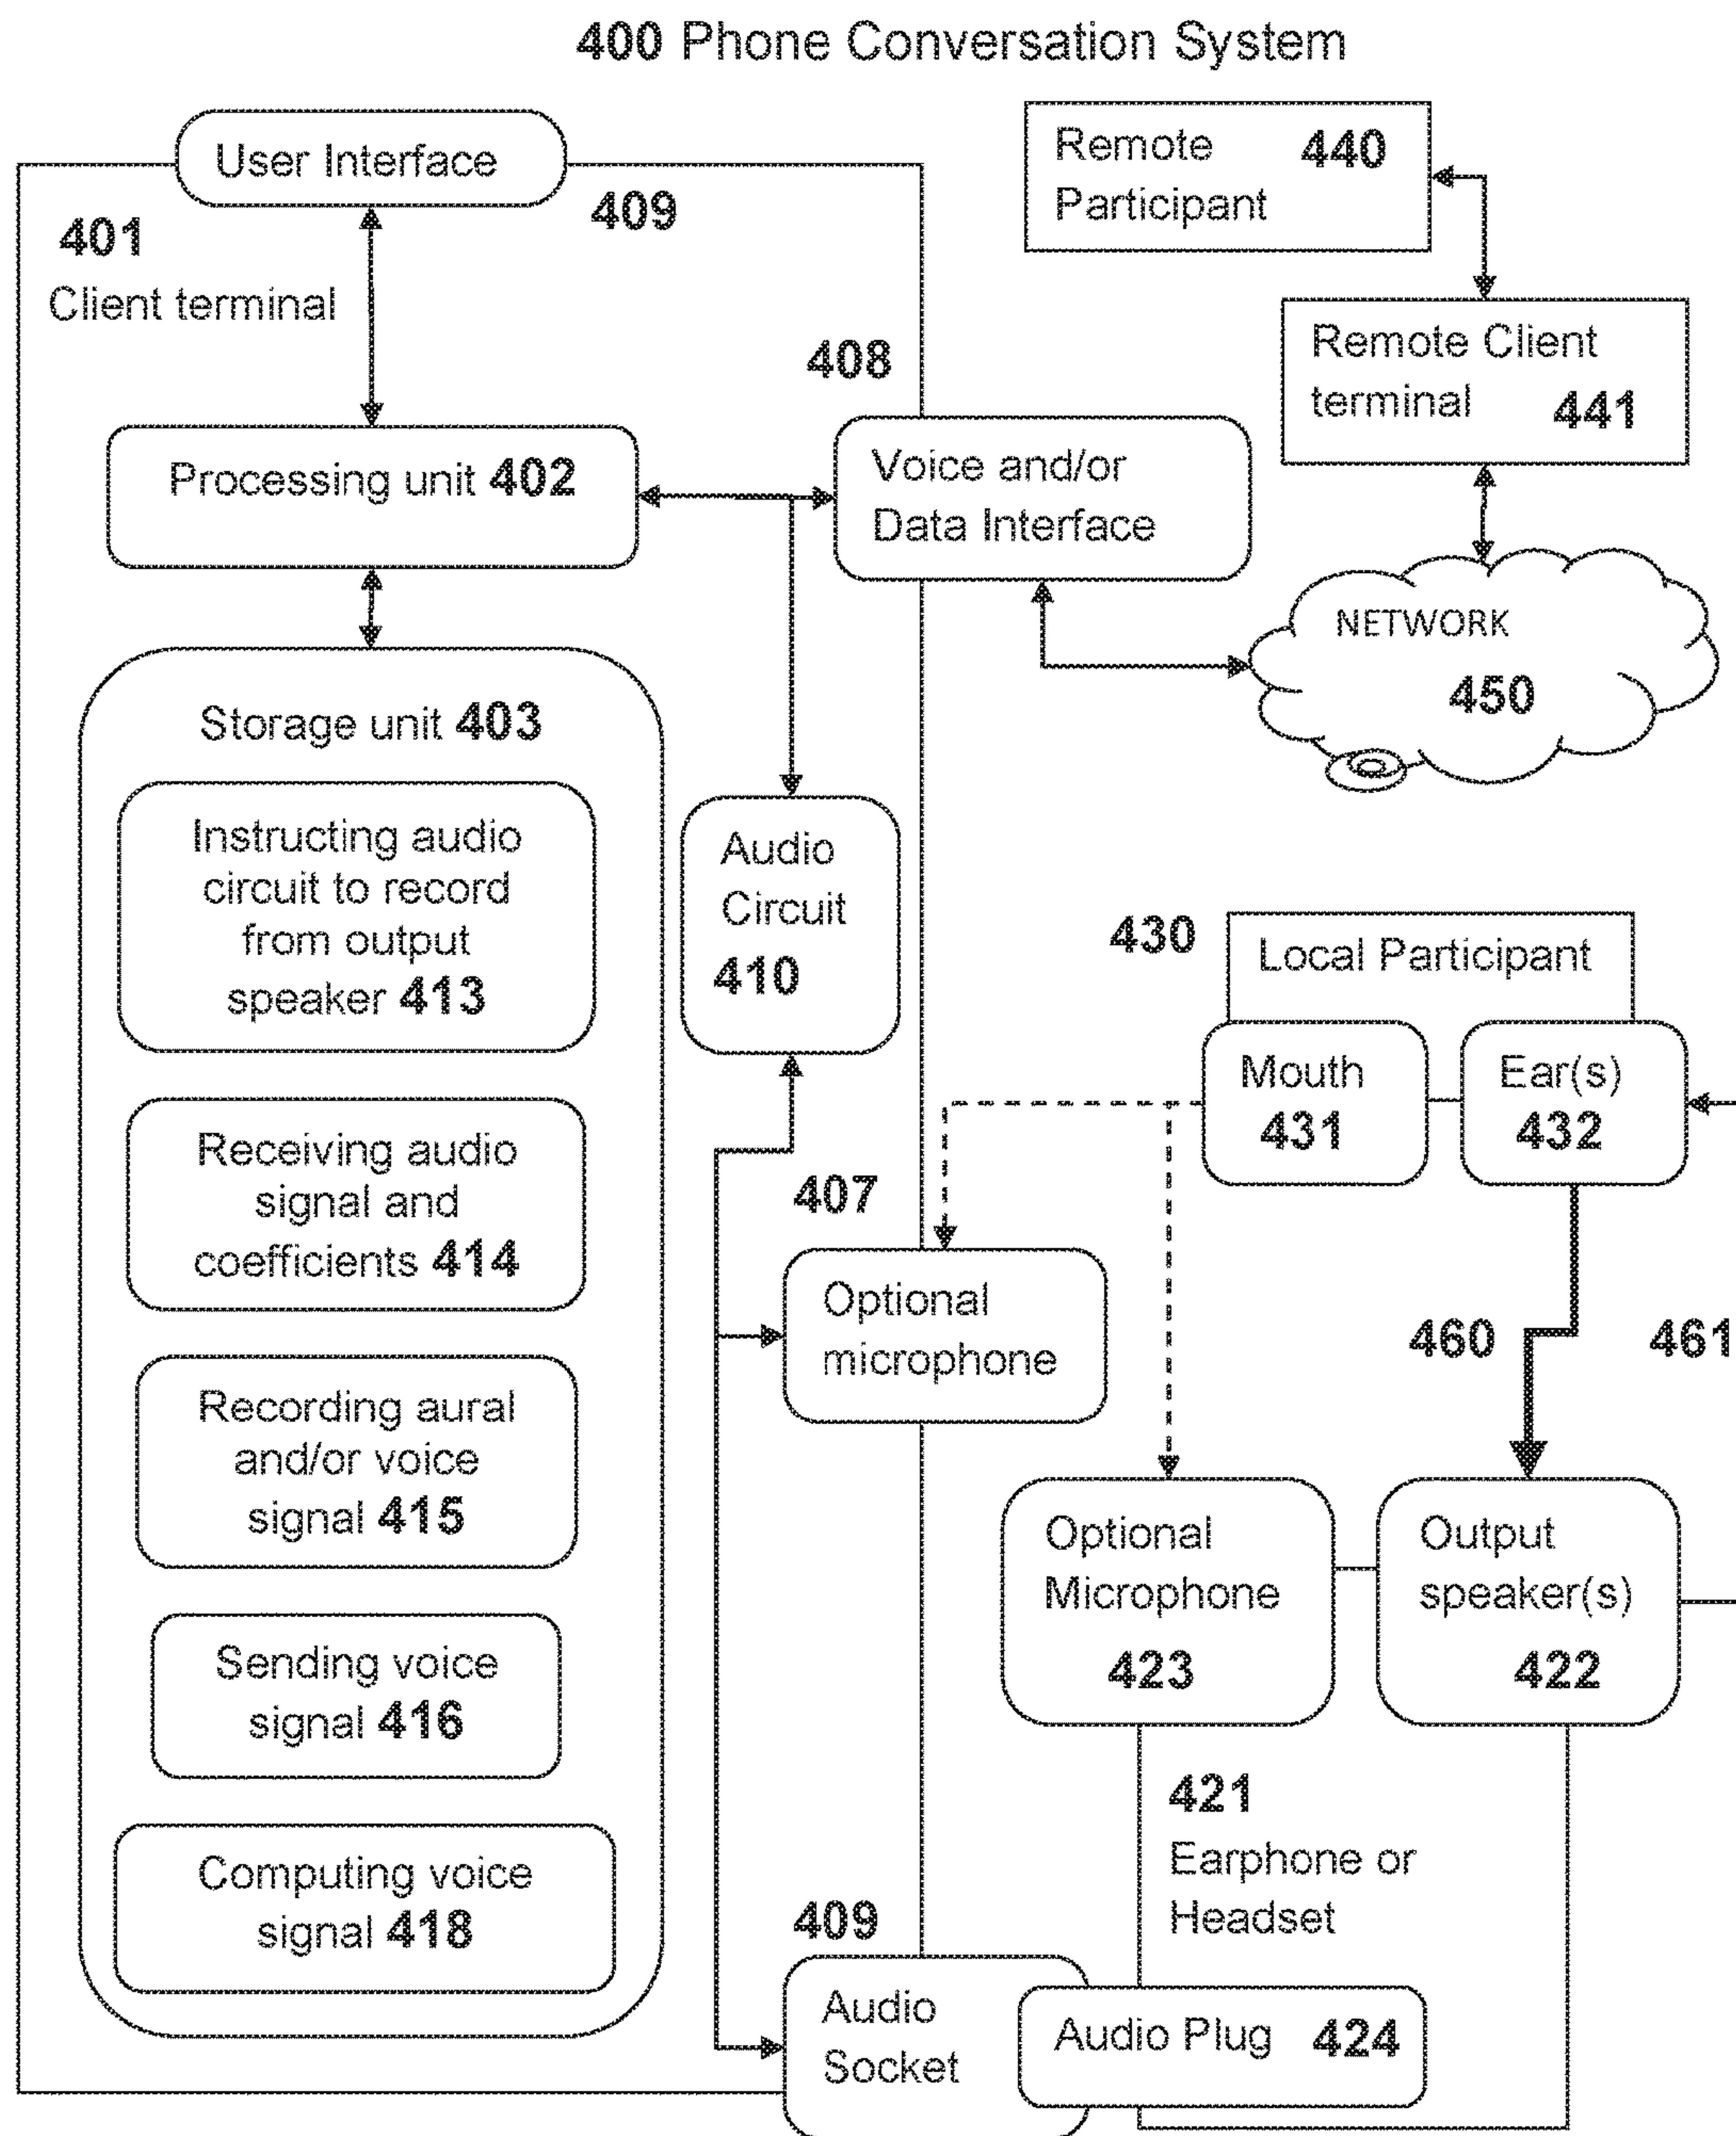 400 Phone Conversation System
User Interface
409
401
Client terminal
Remote 440
Participant
Remote Client
terminal 441
408
Processing unit 402
Voice and/or
Data Interface
NETWORK
450
Storage unit 403
Instructing audio
circuit to record
from output
speaker 413
Audio
Circuit
410
430
Local Participant
Mouth
431
Ear(s)
432
Receiving audio
signal and
coefficients 414
407
Optional
microphone
460
461
Recording aural
and/or voice
signal 415
Optional
Microphone
423
Output
speaker(s)
422
Sending voice
signal 416
421
Earphone or
Headset
Computing voice
signal 418
409
Audio
Socket
Audio Plug 424